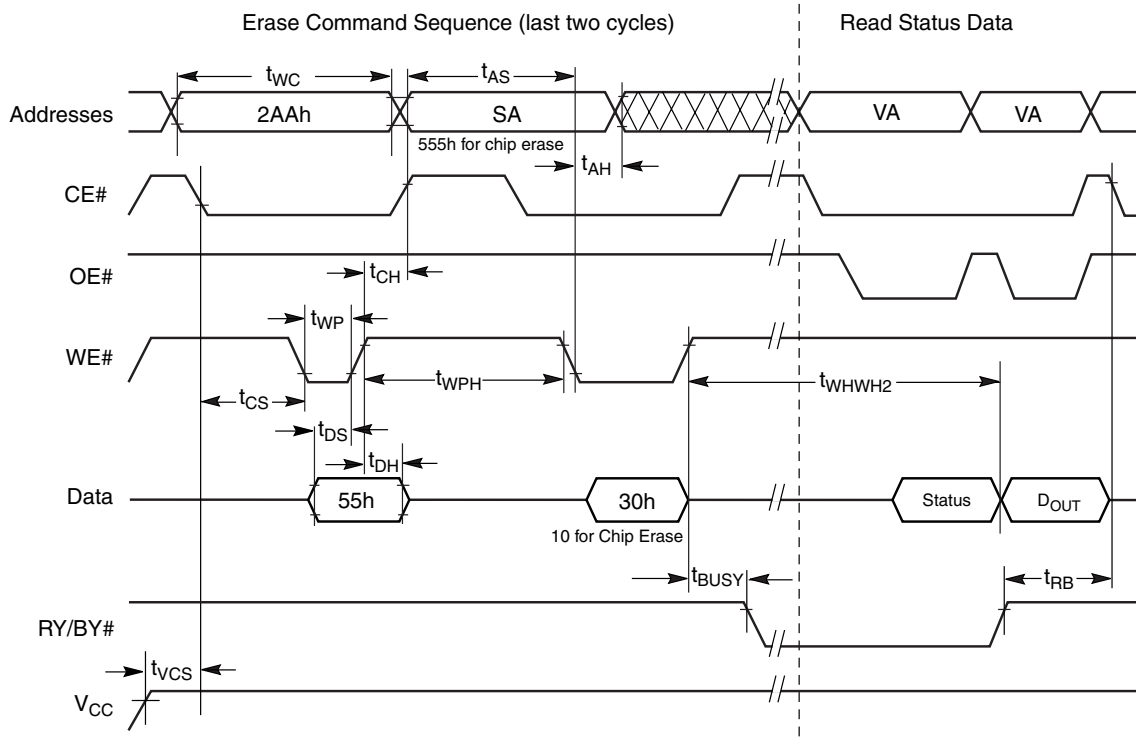 Erase Command Sequence (last two cycles)
Read Status Data
tWC
tAS
Addresses
2AAh
SA
VA
VA
555h for chip erase
tAH
CE#
OE#
tCH
tWP
WE#
tWPH
tWHWH2
tCS
tDS
tDH
Data
55h
30h
Status
DOUT
10 for Chip Erase
tBUSY
tRB
RY/BY#
tVCS
VCC